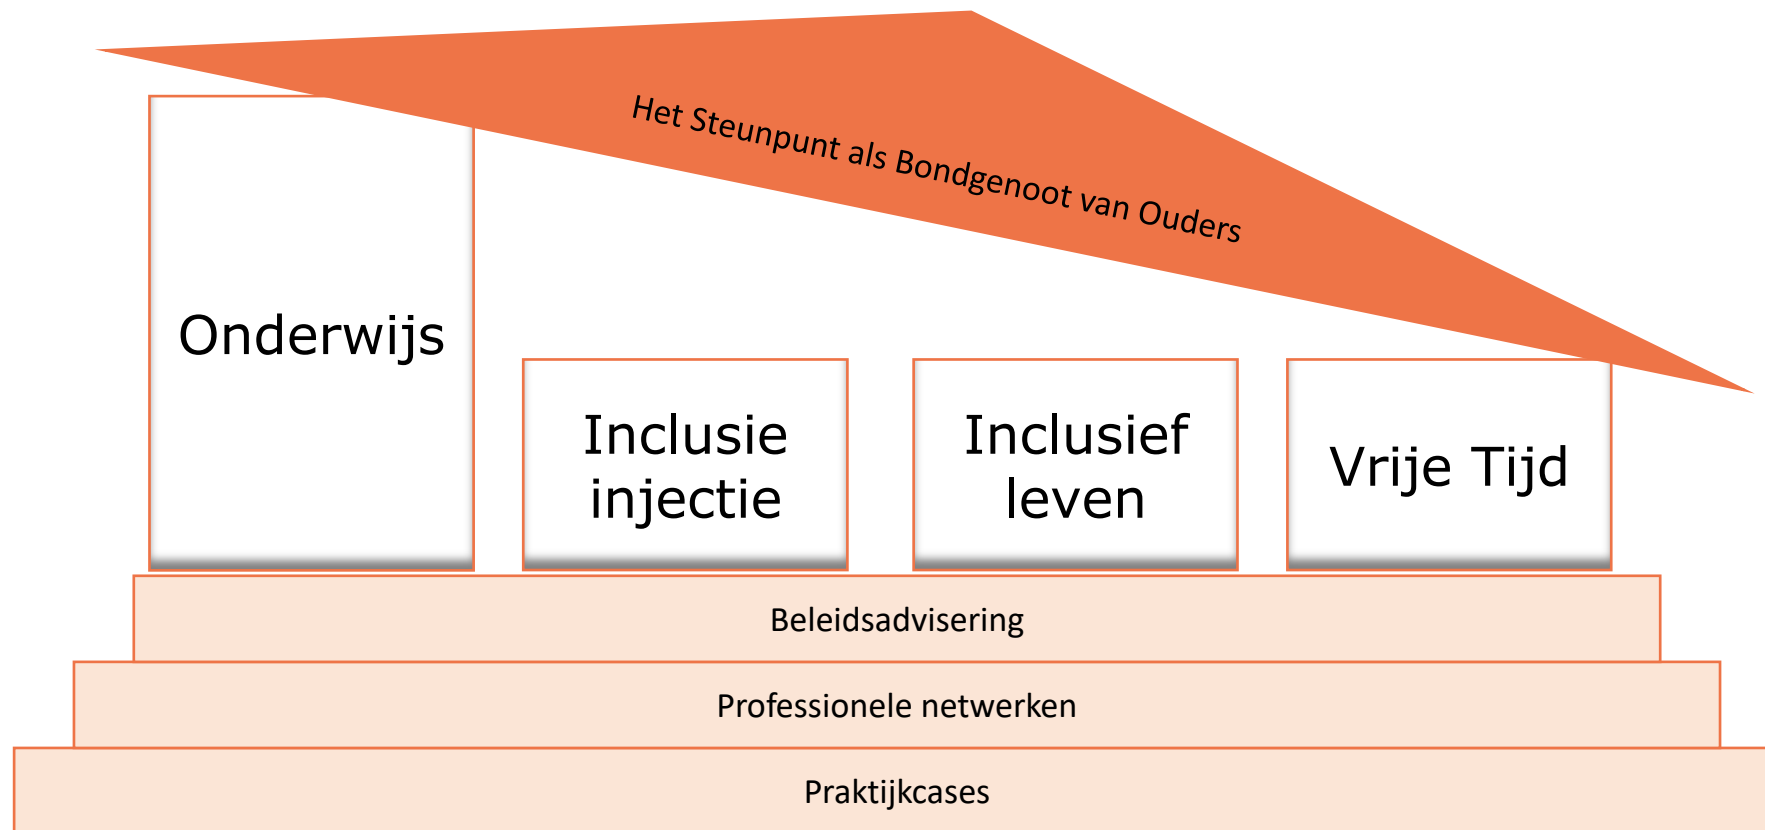 Het Steunpunt als Bondgenoot van Ouders
Onderwijs
Inclusie
injectie
Inclusief
leven
Vrije Tijd
Beleidsadvisering
Professionele netwerken
Praktijkcases